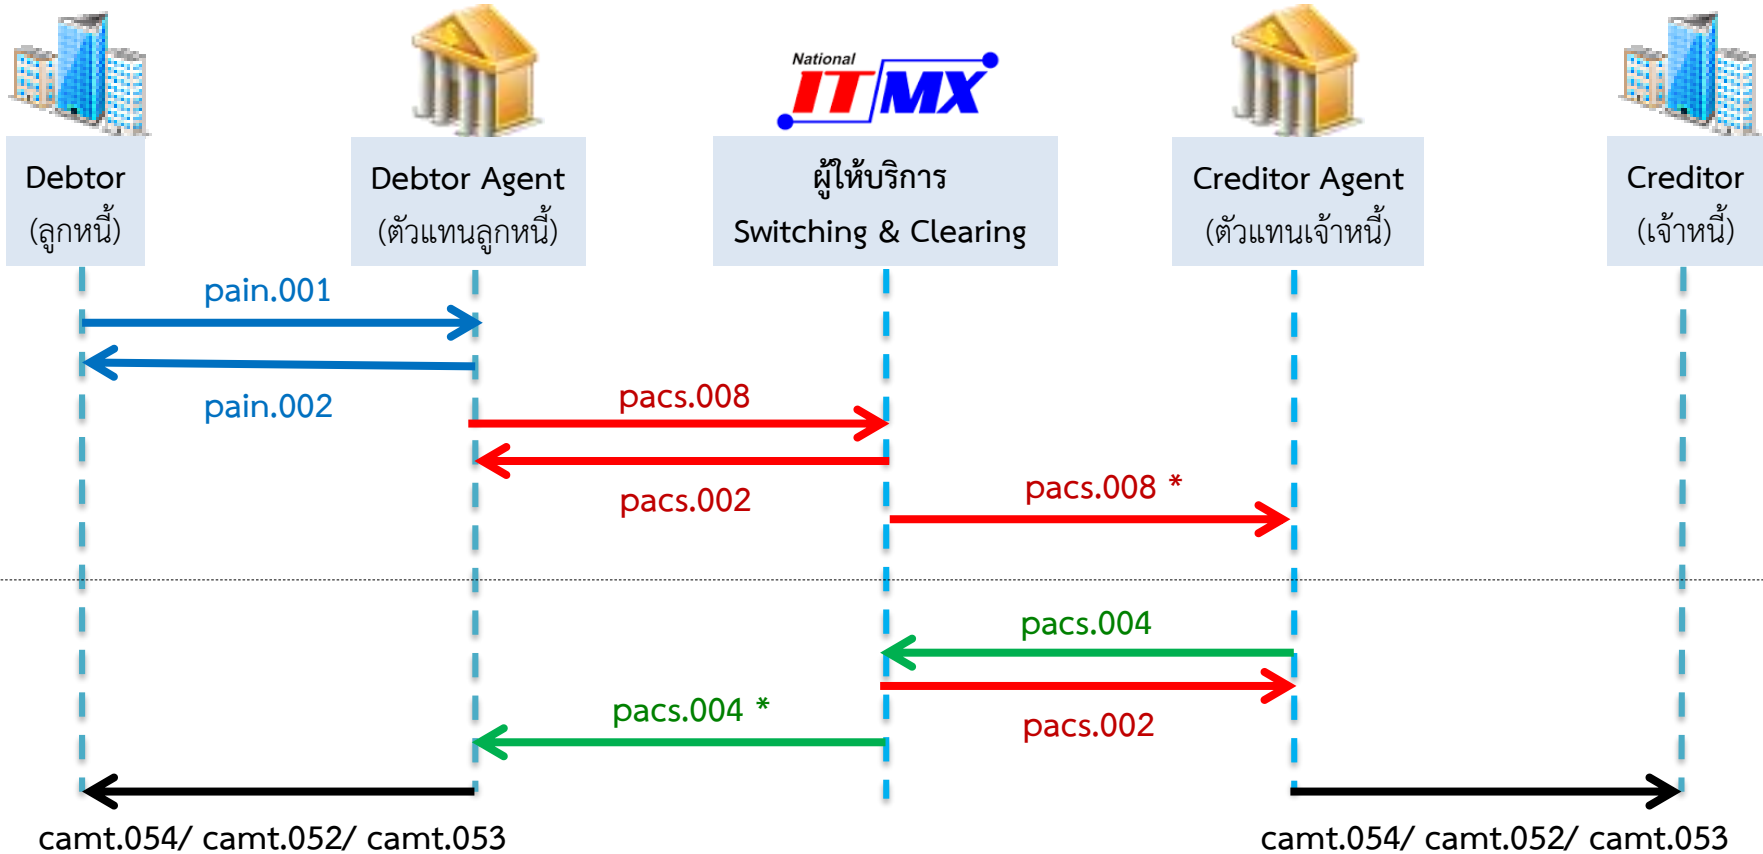 National
ITMX
Debtor
(ลูกหนี้)
Debtor Agent
(ตัวแทนลูกหนี้)
ผู้ให้บริการ
Switching & Clearing
Creditor Agent
(ตัวแทนเจ้าหนี้)
Creditor
(เจ้าหนี้)
pain.001
pain.002
pacs.008
pacs.002
pacs.008 *
pacs.004
pacs.004 *
pacs.002
camt.054/ camt.052/ camt.053
camt.054/ camt.052/ camt.053